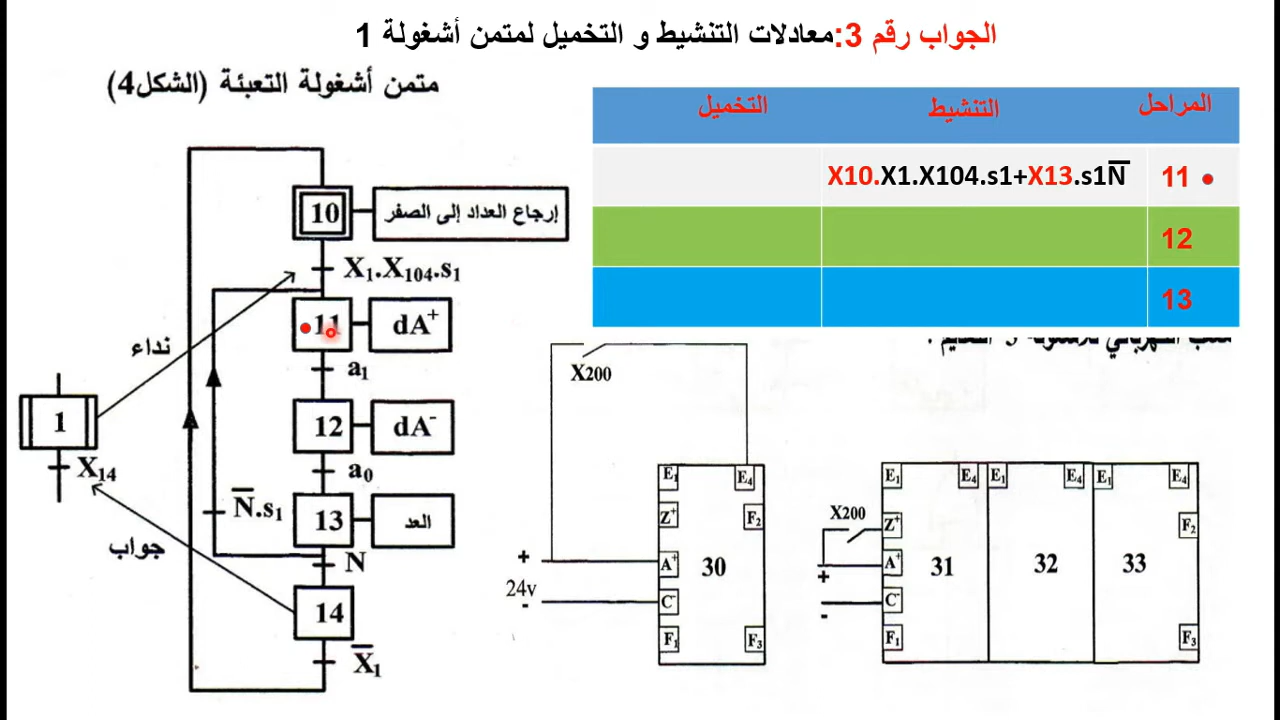 الجواب رقم 3:معادلات التنشيط و التخميل لمتمن أشغولة 1
متمن أشغولة التعبئة (الشكل4)
المراحل التنشيط التخميل
11 X10.X1.X104.s1+X13.s1N̅
12
13
10 إرجاع العداد إلى الصفر
X₁.X₁₀₄.s₁
11 dA⁺
نداء
a₁
12 dA⁻
1
X₁₄
a₀
N̅.s₁
13 العد
جواب
N
14
X̅₁
X200
E₁ E₄
Z⁺ F₂
A⁺ 30
C⁻
F₁ F₃
+
24v
-
E₁ E₄ E₁ E₄ E₁ E₄
X200
Z⁺ F₂
A⁺ 31 32 33
C⁻
F₁ F₃
+
-